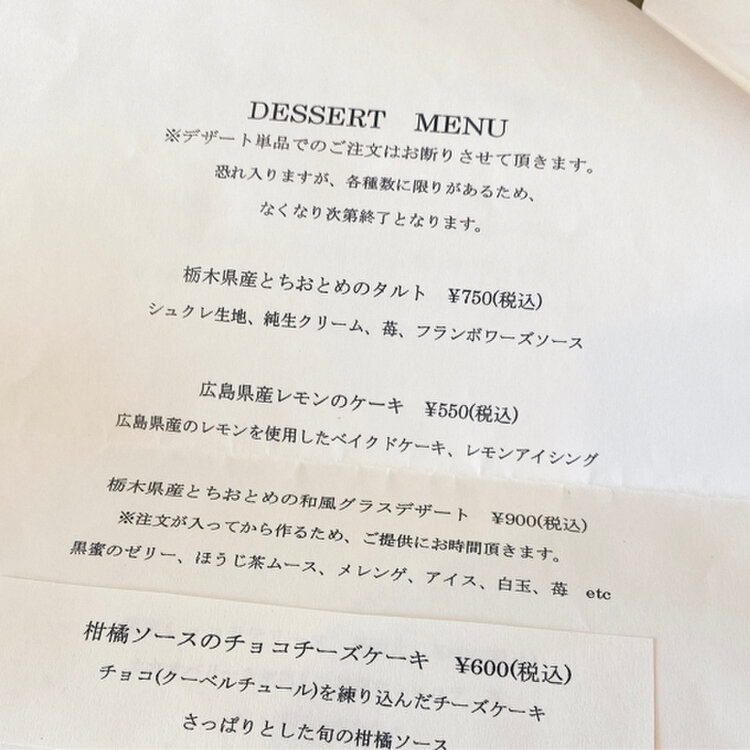 DESSERT MENU
※デザート単品でのご注文はお断りさせて頂きます。
恐れ入りますが、各種数に限りがあるため、
なくなり次第終了となります。
栃木県産とちおとめのタルト ¥750(税込)
シュクレ生地、純生クリーム、苺、フランボワーズソース
広島県産レモンのケーキ ¥550(税込)
広島県産のレモンを使用したベイクドケーキ、レモンアイシング
栃木県産とちおとめの和風グラスデザート ¥900(税込)
※注文が入ってから作るため、ご提供にお時間頂きます。
黒蜜のゼリー、ほうじ茶ムース、メレンゲ、アイス、白玉、苺 etc
柑橘ソースのチョコチーズケーキ ¥600(税込)
チョコ(クーベルチュール)を練り込んだチーズケーキ
さっぱりとした旬の柑橘ソース